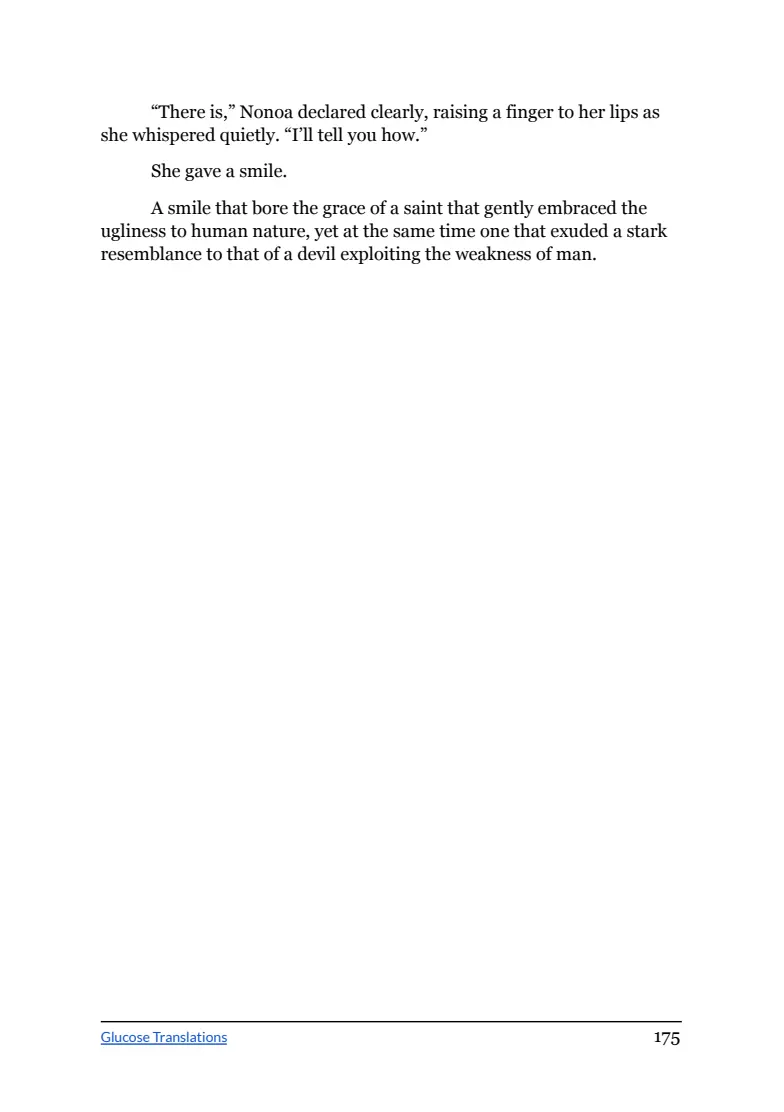 “There is,” Nonoa declared clearly, raising a finger to her lips as
she whispered quietly. “I’ll tell you how.”
She gave a smile.
A smile that bore the grace of a saint that gently embraced the
ugliness to human nature, yet at the same time one that exuded a stark
resemblance to that of a devil exploiting the weakness of man.
Glucose Translations
175